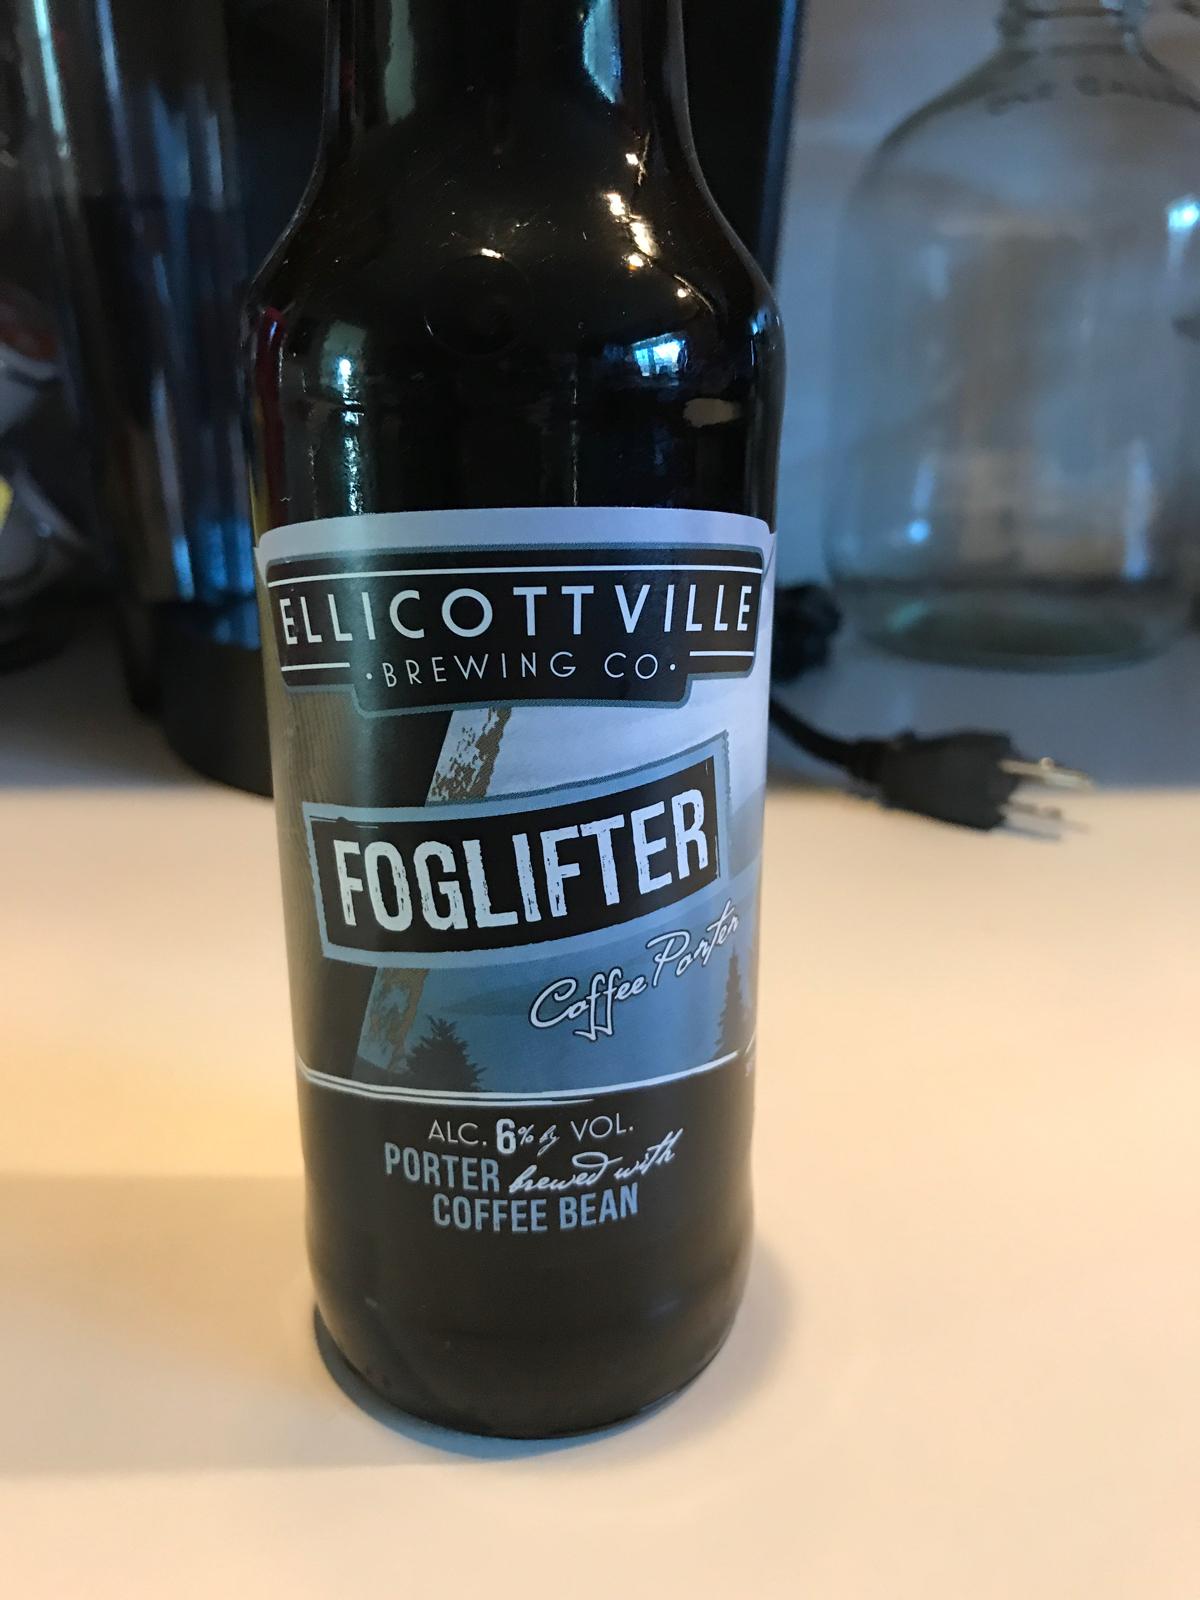 ELLICOTTVILLE
·BREWING CO·
FOGLIFTER
Coffee Porter
ALC. 6% by VOL.
PORTER brewed with
COFFEE BEAN